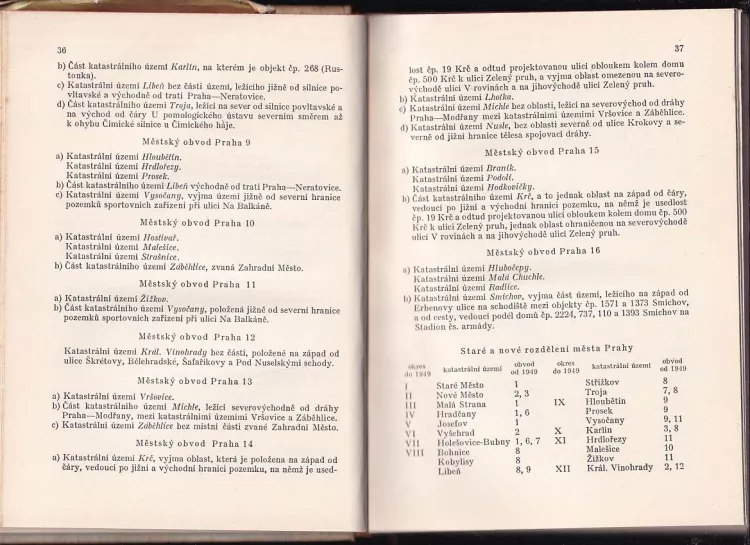 36
b) Část katastrálního území Karlin, na kterém je objekt čp. 268 (Rus-
tonka).
c) Katastrální území Libeň bez části území, ležícího jižně od silnice po-
vltavské a východně od trati Praha—Neratovice.
d) Část katastrálního území Troja, ležící na sever od silnice povltavské a
na východ od čáry U pomologického ústavu severním směrem až
k ohybu Čimické silnice u Čimického háje.
Městský obvod Praha 9
a) Katastrální území Hloubětín.
Katastrální území Hrdlořezy.
Katastrální území Prosek.
b) Část katastrálního území Libeň východně od trati Praha—Neratovice.
c) Katastrální území Vysočany, vyjma území jižně od severní hranice
pozemků sportovních zařízení při ulici Na Balkáně.
Městský obvod Praha 10
a) Katastrální území Hostivař.
Katastrální území Malešice.
Katastrální území Strašnice.
b) Část katastrálního území Záběhlice, zvaná Zahradní Město.
Městský obvod Praha 11
a) Katastrální území Žižkov.
b) Část katastrálního území Vysočany, položená jižně od severní hranice
pozemků sportovních zařízení při ulici Na Balkáně.
Městský obvod Praha 12
Katastrální území Král. Vinohrady bez části, položené na západ od
ulice Škrétovy, Bělehradské, Šafaříkovy a Pod Nuselskými schody.
Městský obvod Praha 13
a) Katastrální území Vršovice.
b) Část katastrálního území Michle, ležící severovýchodně od dráhy
Praha—Modřany, mezi katastrálními územími Vršovice a Záběhlice.
c) Katastrální území Záběhlice bez místní části zvané Zahradní Město.
Městský obvod Praha 14
a) Katastrální území Krč, vyjma oblast, která je položena na západ od
čáry, vedoucí po jižní a východní hranici pozemku, na němž je used-
37
lost čp. 19 Krč a odtud projektovanou ulicí obloukem kolem domu
čp. 500 Krč k ulici Zelený pruh, a vyjma oblast omezenou na severo-
východě ulicí V rovinách a na jihovýchodě ulicí Zelený pruh.
b) Katastrální území Lhotka.
c) Katastrální území Michle bez oblasti, ležící na severovýchod od dráhy
Praha—Modřany mezi katastrálními územími Vršovice a Záběhlice.
d) Katastrální území Nusle, bez oblasti severně od ulice Krokovy a se-
verně od jižní hranice tělesa spojovací dráhy.
Městský obvod Praha 15
a) Katastrální území Braník.
Katastrální území Podolí.
Katastrální území Hodkovičky.
b) Část katastrálního území Krč, a to jednak oblast na západ od čáry,
vedoucí po jižní a východní hranici pozemku, na němž je usedlost
čp. 19 Krč a odtud projektovanou ulicí obloukem kolem domu čp. 500
Krč k ulici Zelený pruh, jednak oblast ohraničenou na severovýchodě
ulicí V rovinách a na jihovýchodě ulicí Zelený pruh.
Městský obvod Praha 16
a) Katastrální území Hlubočepy.
Katastrální území Malá Chuchle.
Katastrální území Radlice.
b) Katastrální území Smíchov, vyjma část území, ležícího na západ od
Erbenovy ulice na schodiště mezi objekty čp. 1571 a 1373 Smíchov,
a od cesty, vedoucí podél domů čp. 2224, 737, 110 a 1393 Smíchov na
Stadion čs. armády.
Staré a nové rozdělení města Prahy
okres do 1949 katastrální území obvod od 1949 okres do 1949 katastrální území obvod od 1949
I Staré Město 1 Střížkov 8
II Nové Město 2, 3 Troja 7, 8
III Malá Strana 1 IX Hloubětín 9
IV Hradčany 1, 6 Prosek 9
V Josefov 1 Vysočany 9, 11
VI Vyšehrad 2 X Karlín 3, 8
VII Holešovice-Bubny 1, 6, 7 XI Hrdlořezy 11
VIII Bohnice 8 Malešice 10
Kobylisy 8 Žižkov 11
Libeň 8, 9 XII Král. Vinohrady 2, 12